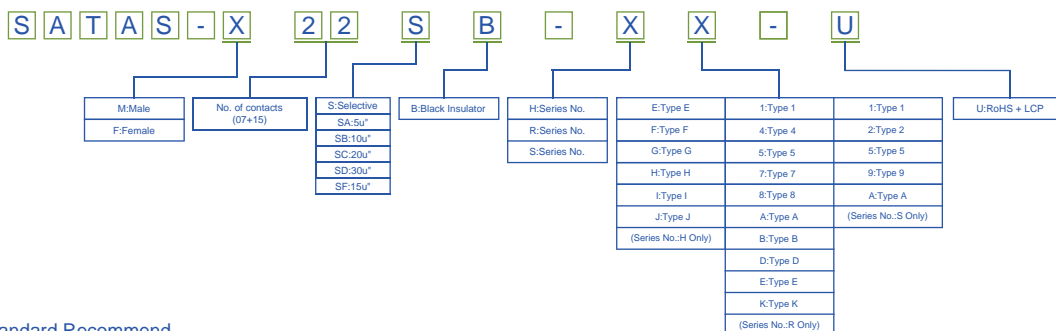 SATAS-X 22 S B - X X - U
M:Male
F:Female
No. of contacts
(07+15)
S:Selective
SA:5u"
SB:10u"
SC:20u"
SD:30u"
SF:15u"
B:Black Insulator
H:Series No.
R:Series No.
S:Series No.
E:Type E
F:Type F
G:Type G
H:Type H
I:Type I
J:Type J
(Series No.:H Only)
1:Type 1
4:Type 4
5:Type 5
7:Type 7
8:Type 8
A:Type A
B:Type B
D:Type D
E:Type E
K:Type K
(Series No.:R Only)
1:Type 1
2:Type 2
5:Type 5
9:Type 9
A:Type A
(Series No.:S Only)
U:RoHS + LCP
andard Recommend